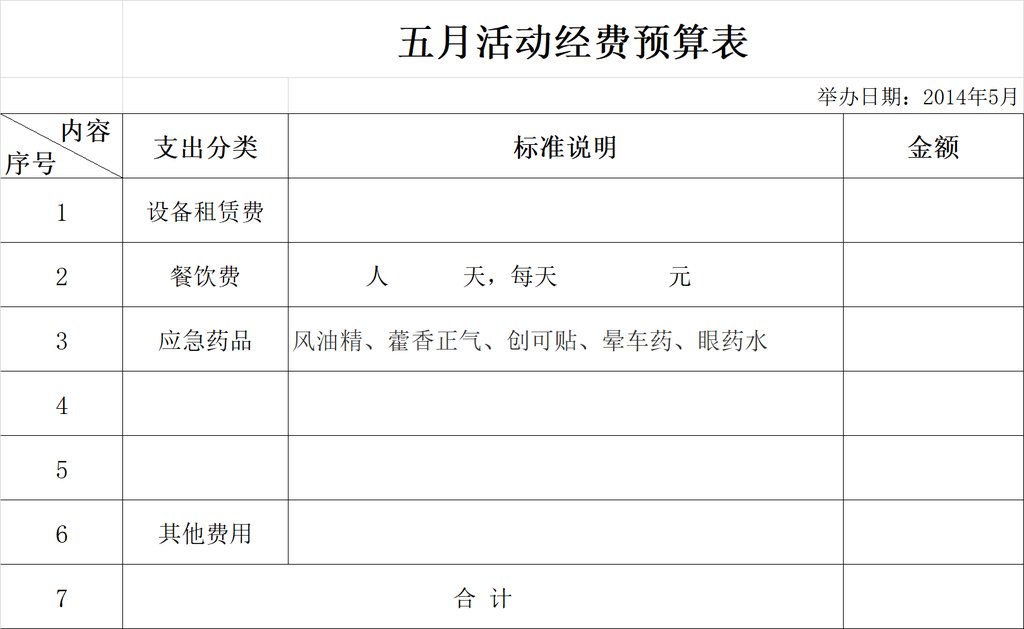 五月活动经费预算表
举办日期：2014年5月
内容
序号 支出分类 标准说明 金额
1 设备租赁费
2 餐饮费 人 天，每天 元
3 应急药品 风油精、藿香正气、创可贴、晕车药、眼药水
4
5
6 其他费用
7 合 计